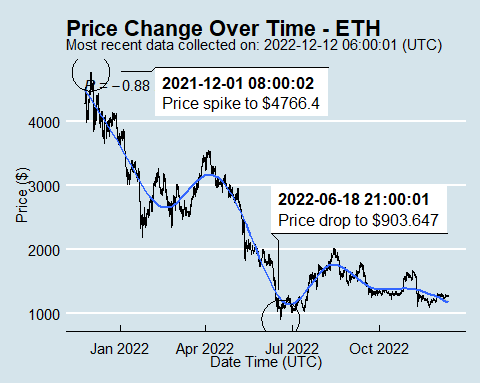 Price Change Over Time - ETH
Most recent data collected on: 2022-12-12 06:00:01 (UTC)
R = −0.88
2021-12-01 08:00:02
Price spike to $4766.4
4000
3000
2022-06-18 21:00:01
Price drop to $903.647
2000
1000
Price ($)
Jan 2022
Apr 2022
Jul 2022
Oct 2022
Date Time (UTC)